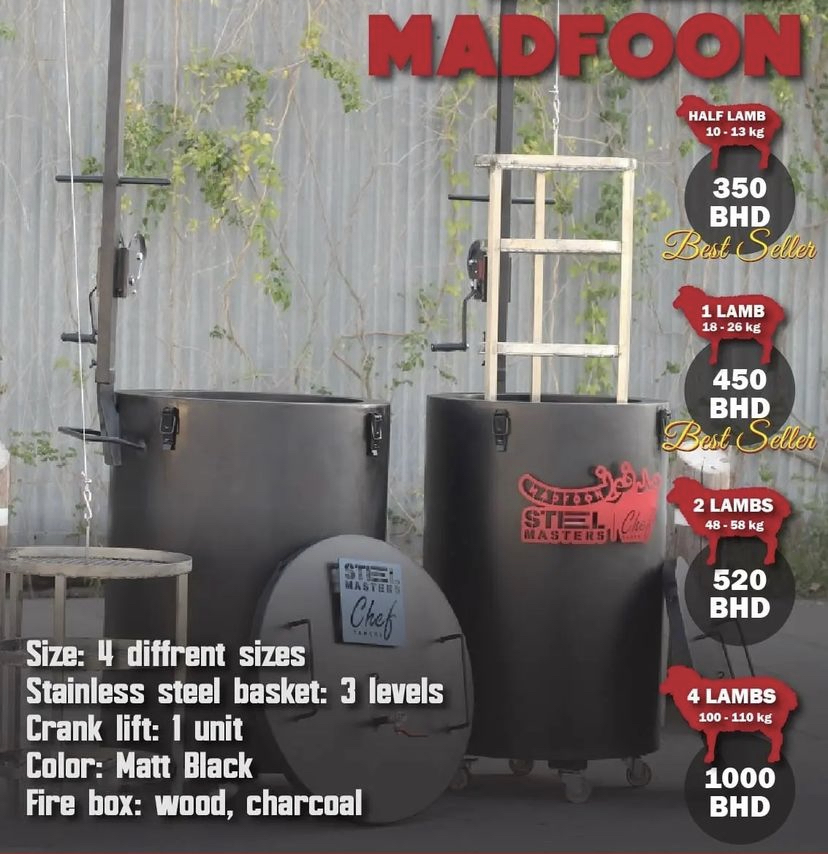 MADFOON
HALF LAMB
10 - 13 kg
350
BHD
Best Seller
1 LAMB
18 - 26 kg
450
BHD
Best Seller
2 LAMBS
48 - 58 kg
520
BHD
4 LAMBS
100 - 110 kg
1000
BHD
MADFOON
STEEL
MASTERS
Chef
STEEL
MASTERS
Chef
Size: 4 diffrent sizes
Stainless steel basket: 3 levels
Crank lift: 1 unit
Color: Matt Black
Fire box: wood, charcoal